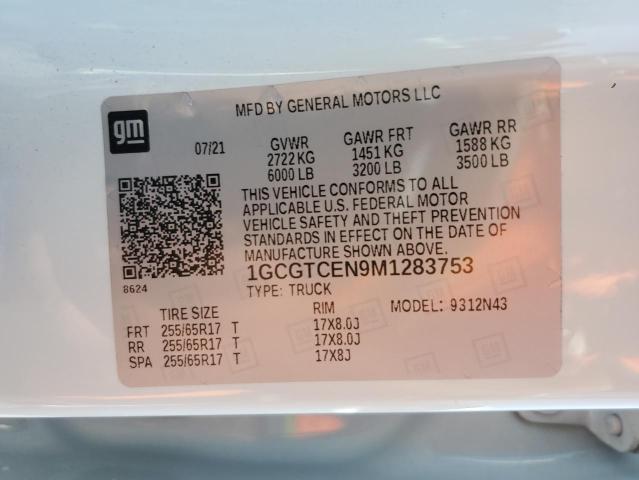 MFD BY GENERAL MOTORS LLC
gm
07/21 GVWR GAWR FRT GAWR RR
2722 KG 1451 KG 1588 KG
6000 LB 3200 LB 3500 LB
THIS VEHICLE CONFORMS TO ALL
APPLICABLE U.S. FEDERAL MOTOR
VEHICLE SAFETY AND THEFT PREVENTION
STANDARDS IN EFFECT ON THE DATE OF
MANUFACTURE SHOWN ABOVE.
8624
1GCGTCEN9M1283753
TYPE: TRUCK MODEL: 9312N43
TIRE SIZE RIM
FRT 255/65R17 T 17X8.0J
RR 255/65R17 T 17X8.0J
SPA 255/65R17 T 17X8J